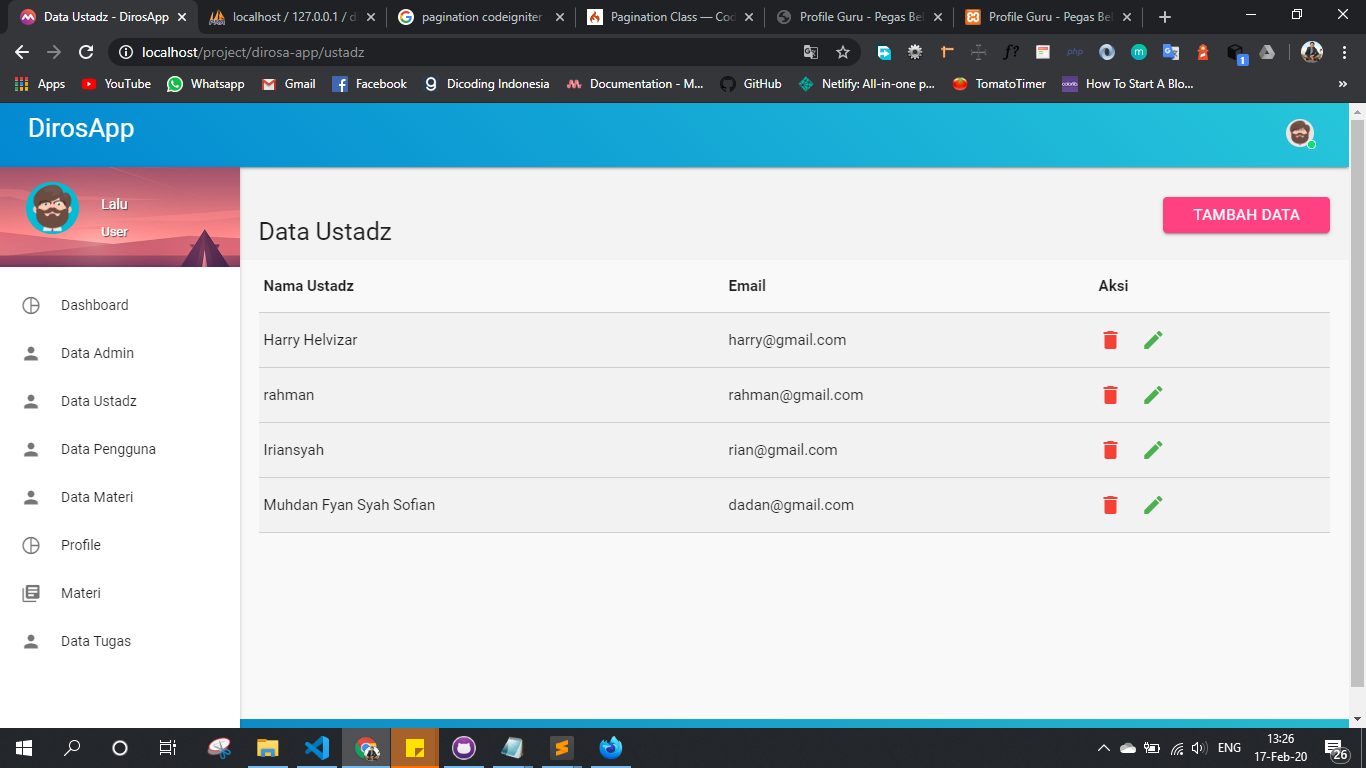 Data Ustadz - DirosApp
localhost / 127.0.0.1 / d
pagination codeigniter
Pagination Class — Cod
Profile Guru - Pegas Bel
Profile Guru - Pegas Bel
localhost/project/dirosa-app/ustadz
Apps YouTube Whatsapp Gmail Facebook Dicoding Indonesia Documentation - M... GitHub Netlify: All-in-one p... TomatoTimer How To Start A Blo... »
DirosApp
Lalu
User
Dashboard
Data Admin
Data Ustadz
Data Pengguna
Data Materi
Profile
Materi
Data Tugas
Data Ustadz
TAMBAH DATA
Nama Ustadz Email Aksi
Harry Helvizar harry@gmail.com
rahman rahman@gmail.com
Iriansyah rian@gmail.com
Muhdan Fyan Syah Sofian dadan@gmail.com
ENG
13:26
17-Feb-20
26